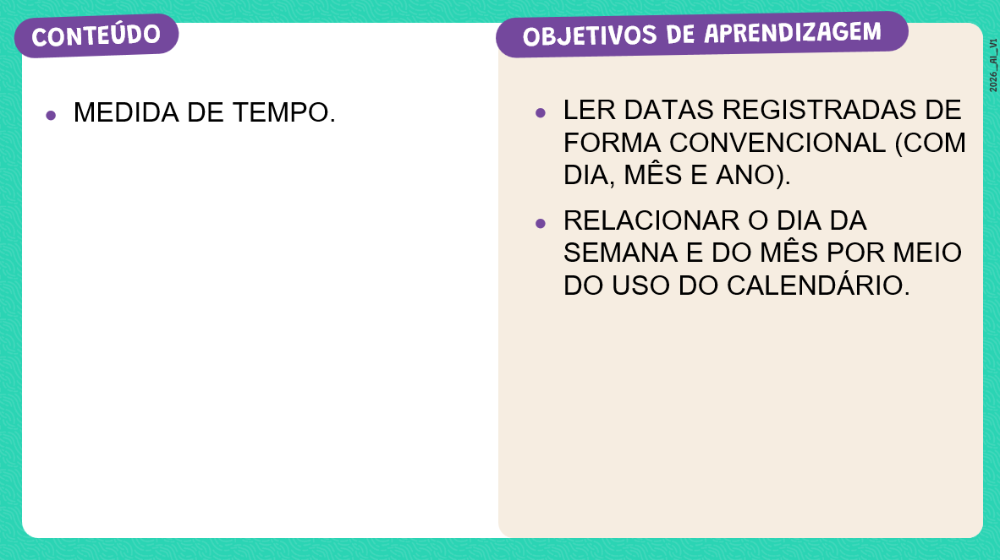 CONTEÚDO
• MEDIDA DE TEMPO.
OBJETIVOS DE APRENDIZAGEM
• LER DATAS REGISTRADAS DE
FORMA CONVENCIONAL (COM
DIA, MÊS E ANO).
• RELACIONAR O DIA DA
SEMANA E DO MÊS POR MEIO
DO USO DO CALENDÁRIO.
2026_AI_V1